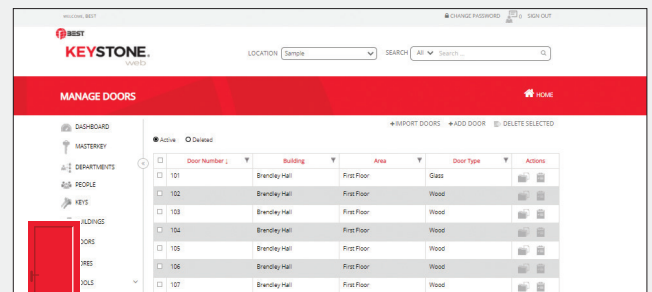 WELCOME, BEST
CHANGE PASSWORD 0 SIGN OUT
BEST
KEYSTONE.
web
LOCATION Sample SEARCH All Search ...
MANAGE DOORS HOME
+IMPORT DOORS +ADD DOOR DELETE SELECTED
DASHBOARD
MASTERKEY
DEPARTMENTS
PEOPLE
KEYS
Active Deleted
Door Number Building Area Door Type Actions
101 Brendley Hall First Floor Glass
102 Brendley Hall First Floor Wood
103 Brendley Hall First Floor Wood
104 Brendley Hall First Floor Wood
105 Brendley Hall First Floor Wood
106 Brendley Hall First Floor Wood
107 Brendley Hall First Floor Wood